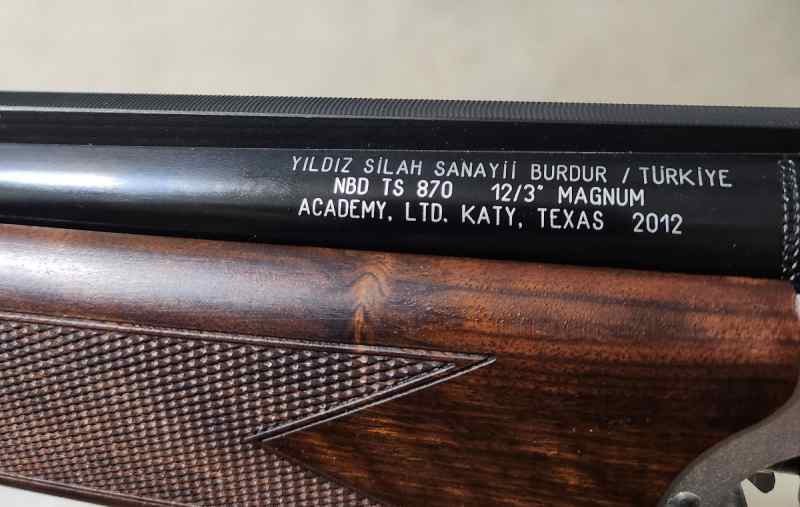 YILDIZ SİLAH SANAYİİ BURDUR / TÜRKİYE
NBD TS 870 12/3" MAGNUM
ACADEMY, LTD. KATY, TEXAS 2012